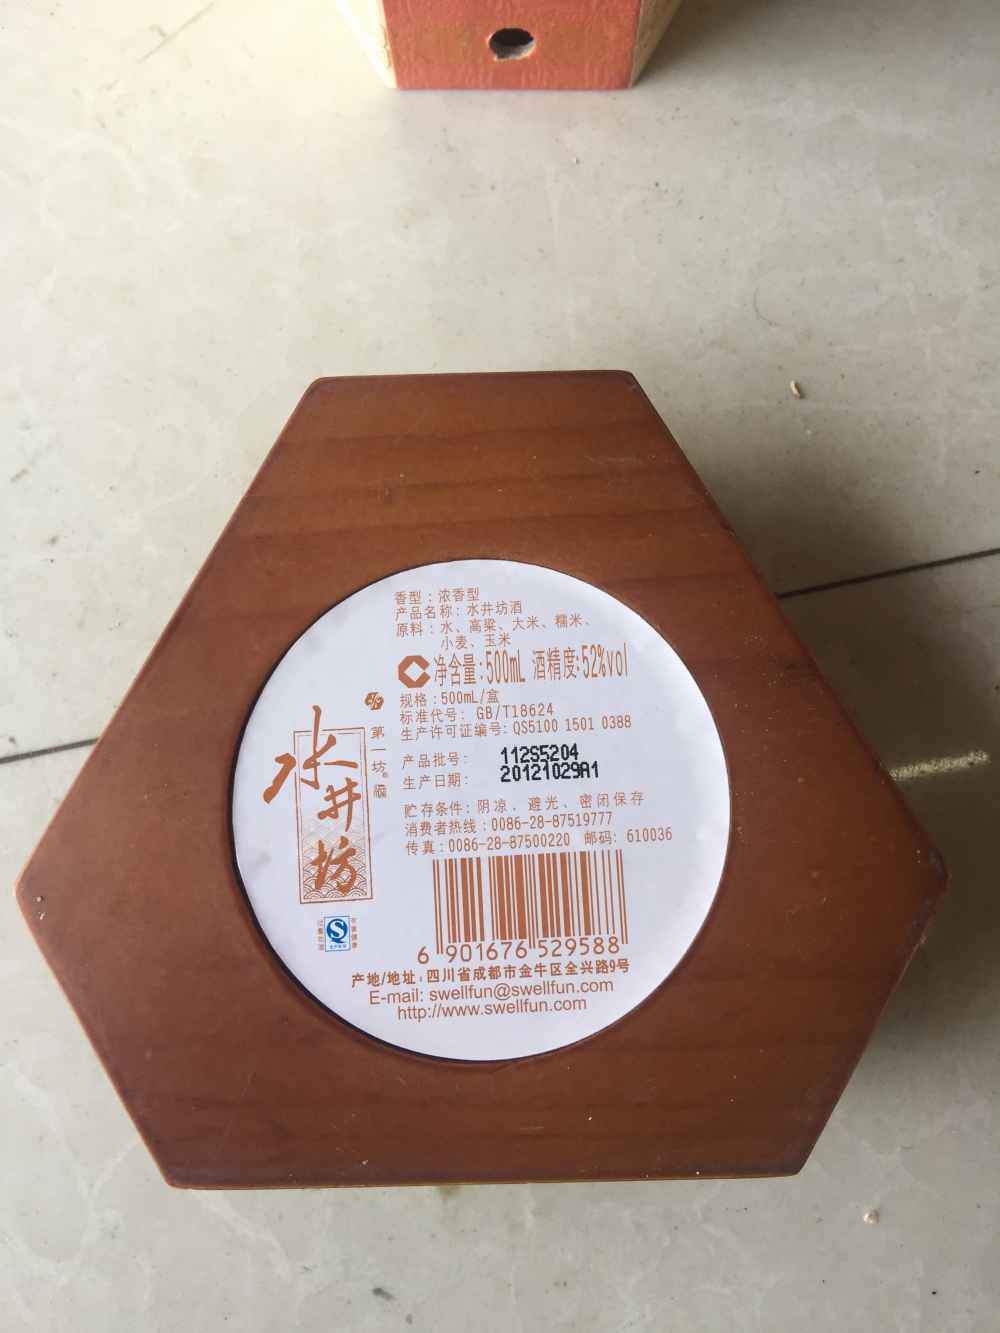 香型：浓香型
产品名称：水井坊酒
原料：水、高粱、大米、糯米、
小麦、玉米
净含量：500mL 酒精度：52%vol
规格：500mL/盒
标准代号：GB/T18624
生产许可证编号：QS5100 1501 0388
产品批号：112S5204
生产日期：20121029A1
贮存条件：阴凉、避光、密闭保存
消费者热线：0086-28-87519777
传真：0086-28-87500220 邮码：610036
水井坊
第一坊®
6 901676 529588
产地/地址：四川省成都市金牛区全兴路9号
E-mail: swellfun@swellfun.com
http://www.swellfun.com